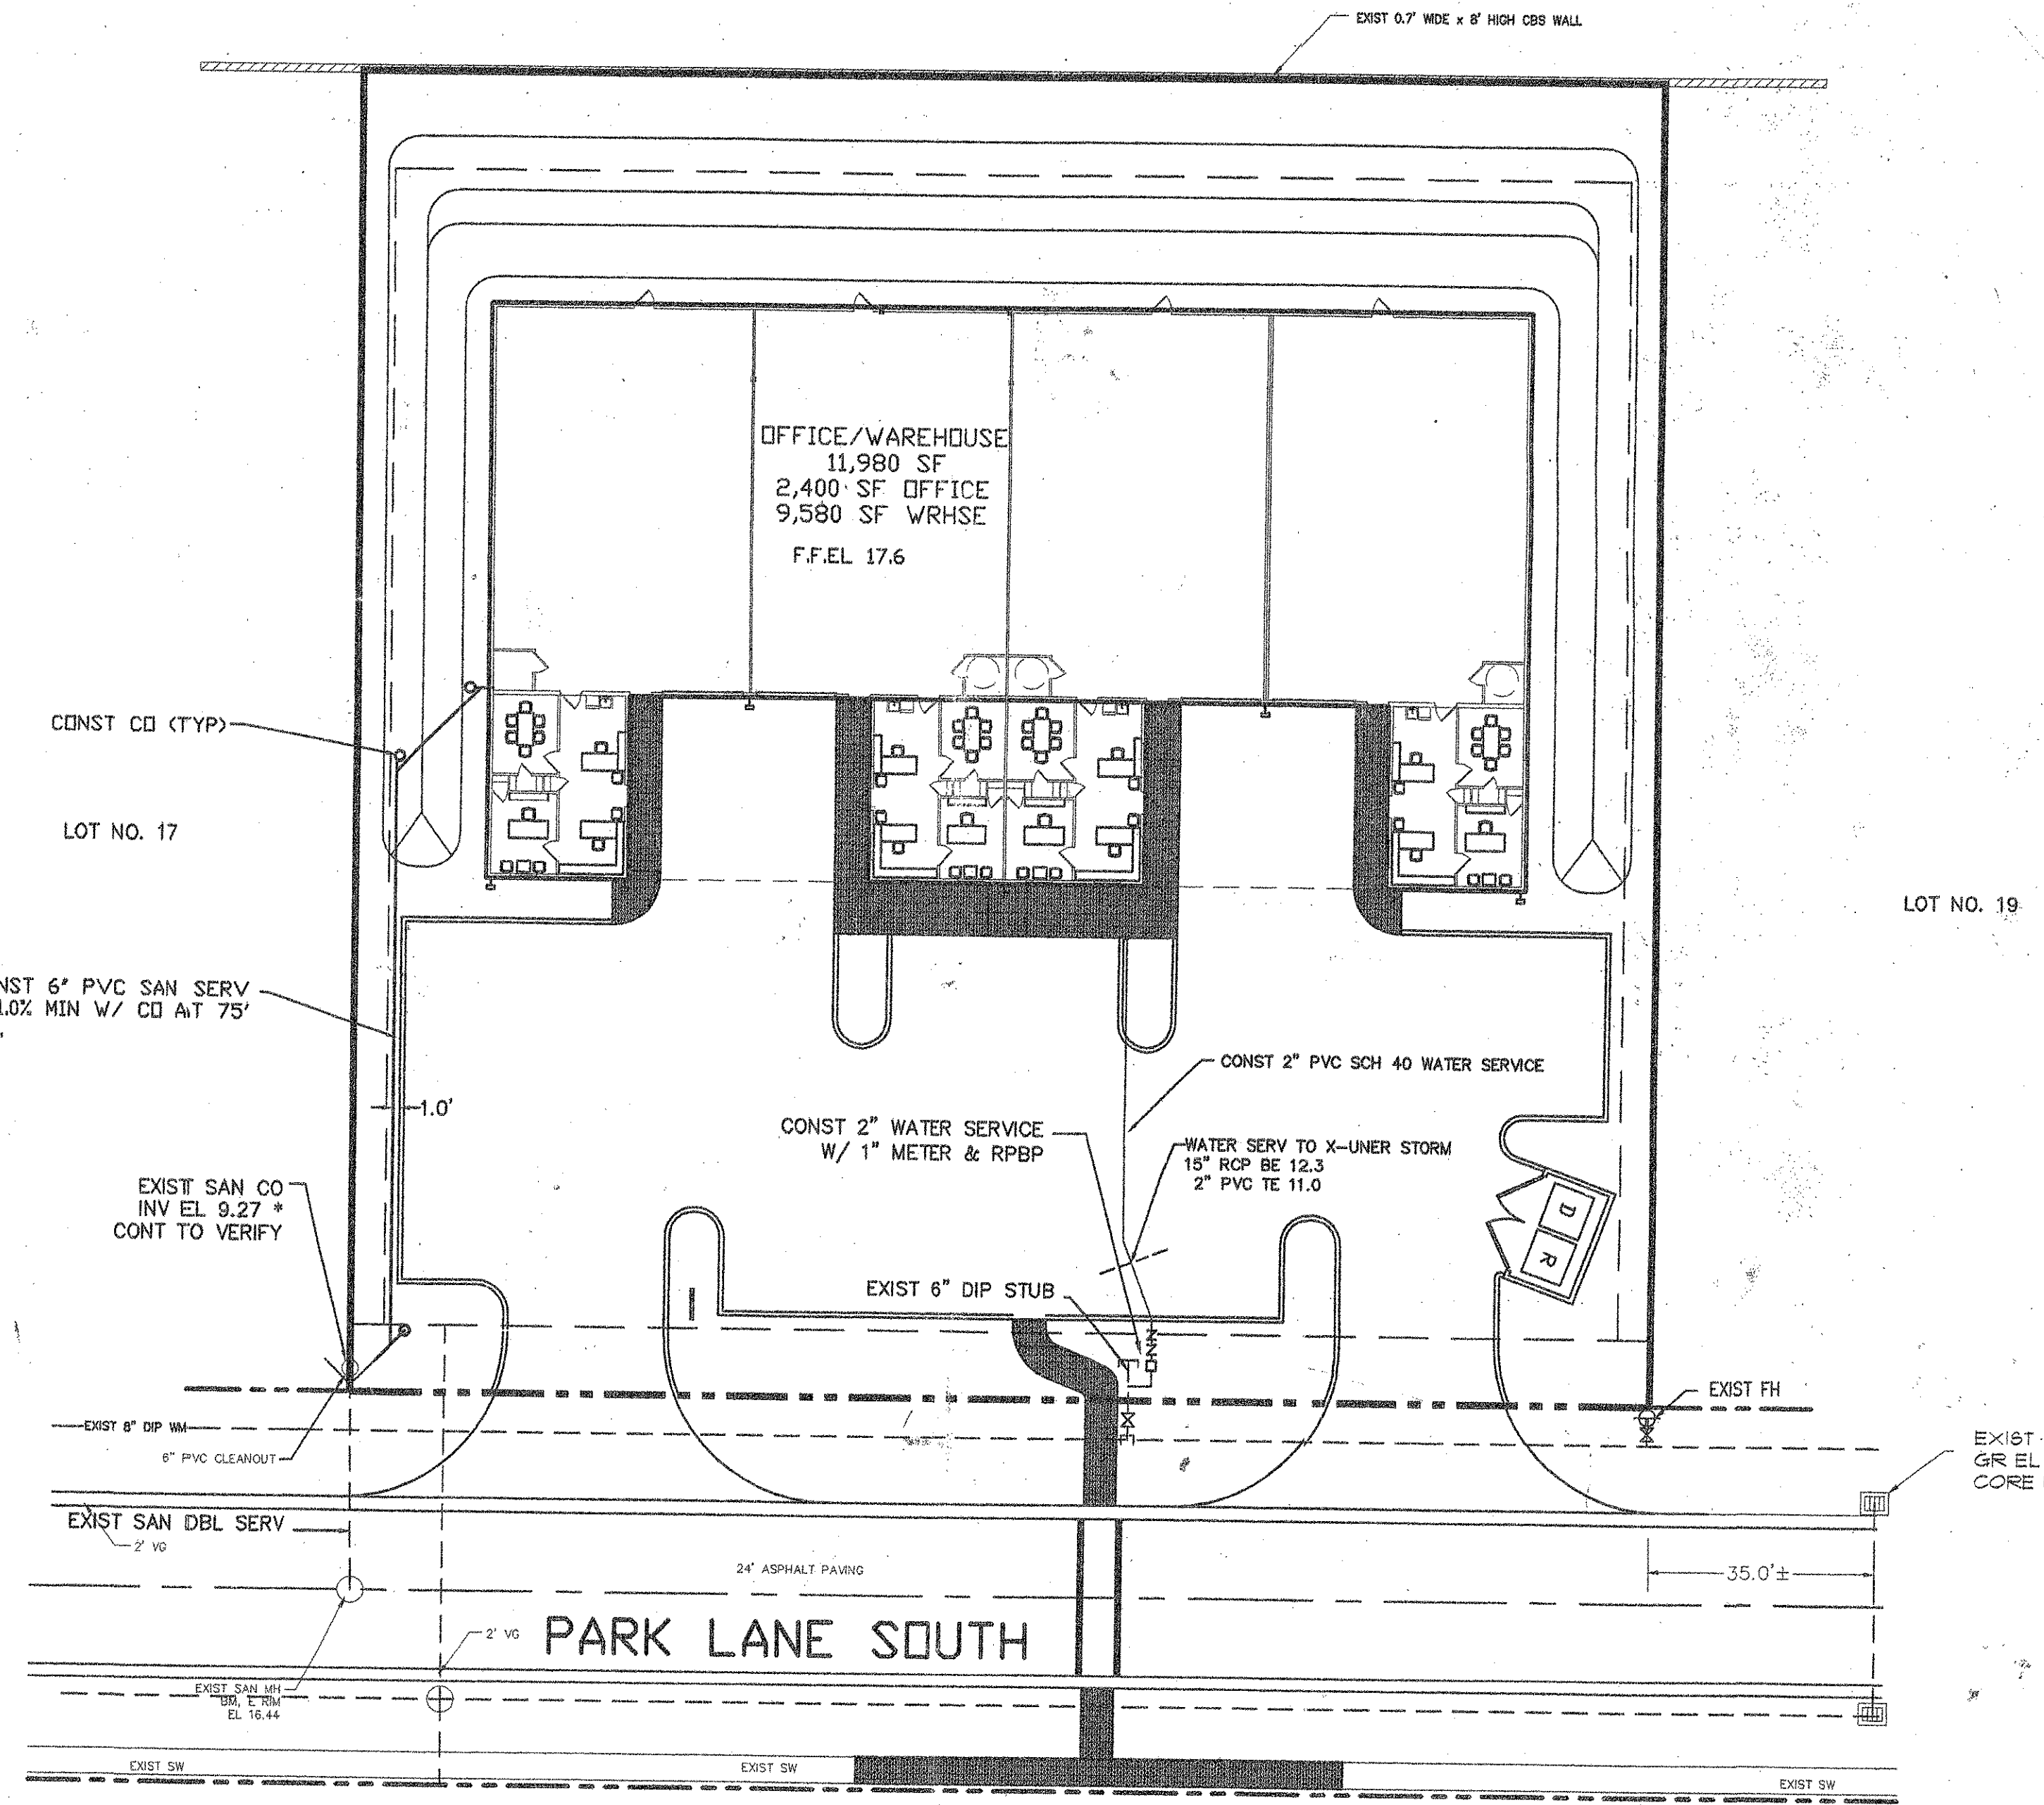 EXIST 0.7' WIDE x 8' HIGH CBS WALL
OFFICE/WAREHOUSE
11,980 SF
2,400 SF OFFICE
9,580 SF WRHSE
F.F.EL 17.6
CONST CO (TYP)
LOT NO. 17
LOT NO. 19
NST 6" PVC SAN SERV
1.0% MIN W/ CO AT 75'
1.0'
CONST 2" PVC SCH 40 WATER SERVICE
CONST 2" WATER SERVICE
W/ 1" METER & RPBP
WATER SERV TO X-UNER STORM
15" RCP BE 12.3
2" PVC TE 11.0
EXIST SAN CO
INV EL 9.27 *
CONT TO VERIFY
D
R
EXIST 6" DIP STUB
EXIST FH
EXIST 8" DIP WM
6" PVC CLEANOUT
EXIST
GR EL
CORE
EXIST SAN DBL SERV
2' VG
24' ASPHALT PAVING
35.0'±
2' VG
PARK LANE SOUTH
EXIST SAN MH
BM, E RIM
EL 16.44
EXIST SW
EXIST SW
EXIST SW